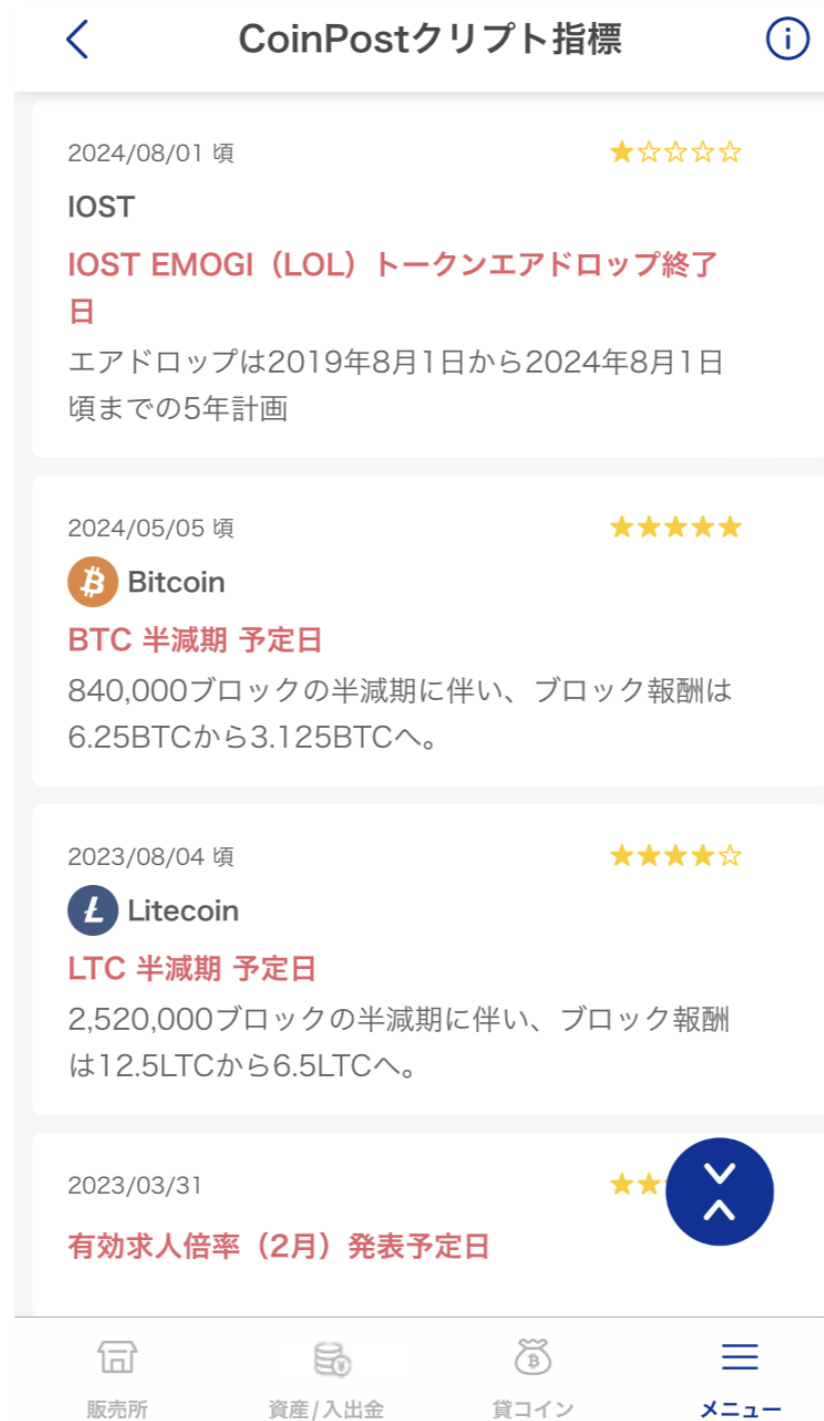 CoinPostクリプト指標
2024/08/01 頃
★☆☆☆☆
IOST
IOST EMOGI（LOL）トークンエアドロップ終了
日
エアドロップは2019年8月1日から2024年8月1日
頃までの5年計画
2024/05/05 頃
★★★★★
Bitcoin
BTC 半減期 予定日
840,000ブロックの半減期に伴い、ブロック報酬は
6.25BTCから3.125BTCへ。
2023/08/04 頃
★★★★☆
Litecoin
LTC 半減期 予定日
2,520,000ブロックの半減期に伴い、ブロック報酬
は12.5LTCから6.5LTCへ。
2023/03/31
★★
有効求人倍率（2月）発表予定日
販売所
資産/入出金
貸コイン
メニュー